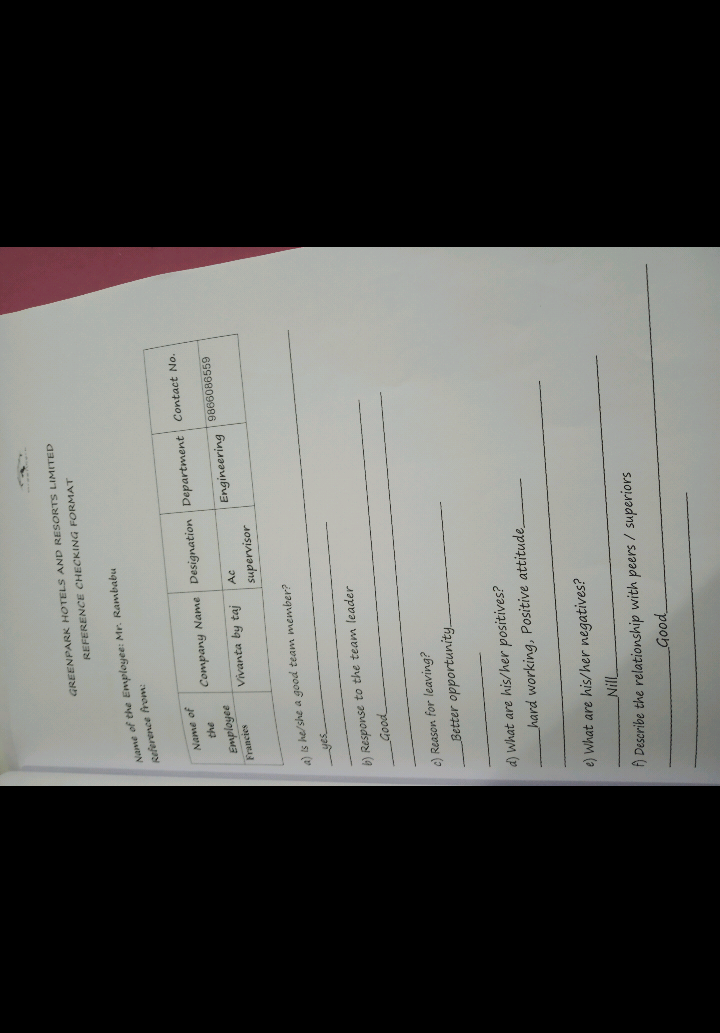 GREENPARK HOTELS AND RESORTS LIMITED
REFERENCE CHECKING FORMAT
Name of the Employee: Mr. Rambabu
Reference from:
Name of the Employee Company Name Designation Department Contact No.
Francies Vivanta by taj Ac supervisor Engineering 9866086559
a) Is he/she a good team member?
yes
b) Response to the team leader
Good
c) Reason for leaving?
Better opportunity
d) What are his/her positives?
hard working, Positive attitude
e) What are his/her negatives?
Nill
f) Describe the relationship with peers / superiors
Good